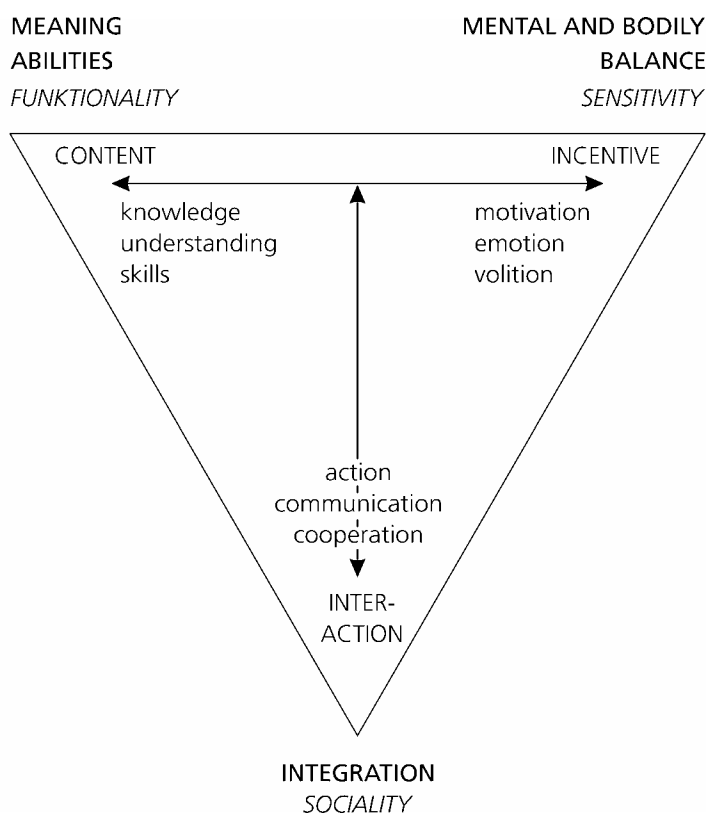 MEANING
ABILITIES
FUNKTIONALITY
MENTAL AND BODILY
BALANCE
SENSITIVITY
CONTENT
INCENTIVE
knowledge
understanding
skills
motivation
emotion
volition
action
communication
cooperation
INTER-
ACTION
INTEGRATION
SOCIALITY